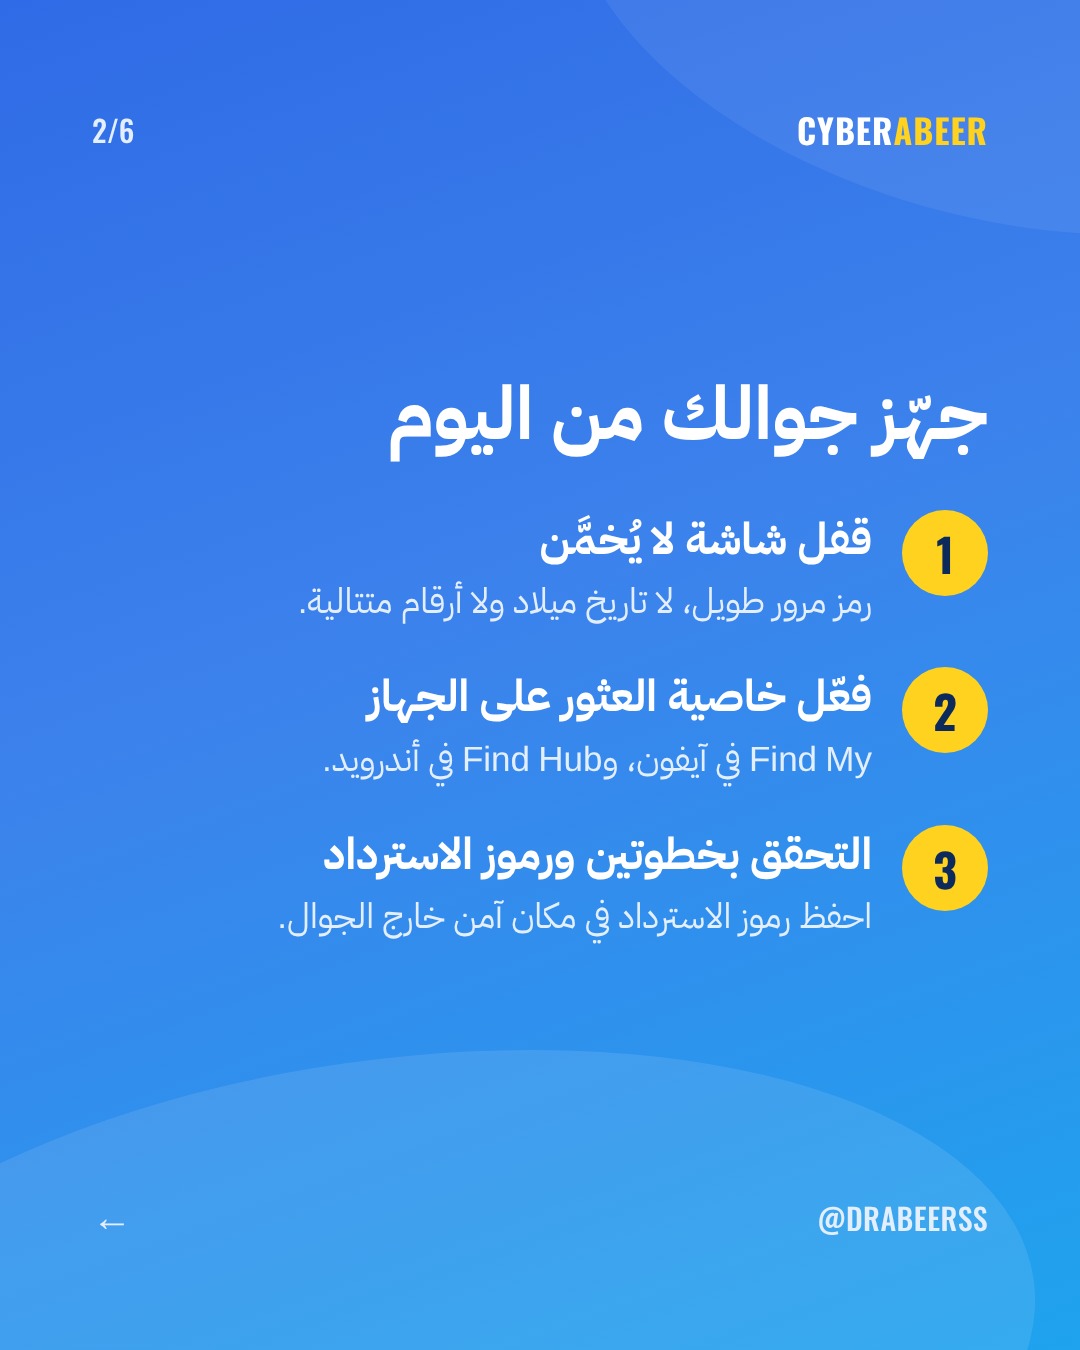 CYBERABEER
2/6
جهّز جوالك من اليوم
1
قفل شاشة لا يُخمَّن
رمز مرور طويل، لا تاريخ ميلاد ولا أرقام متتالية.
2
فعّل خاصية العثور على الجهاز
Find My في آيفون، وFind Hub في أندرويد.
3
التحقق بخطوتين ورموز الاسترداد
احفظ رموز الاسترداد في مكان آمن خارج الجوال.
@DRABEERSS
←